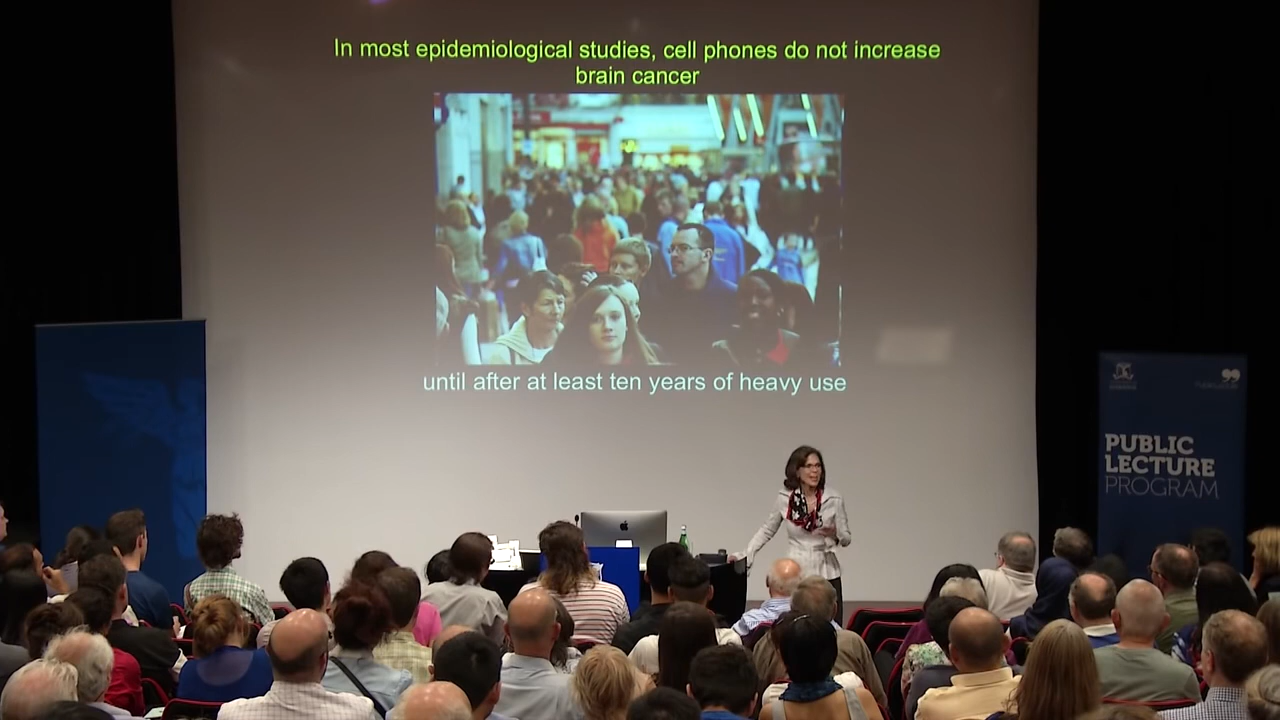 In most epidemiological studies, cell phones do not increase
brain cancer
until after at least ten years of heavy use
PUBLIC
LECTURE
PROGRAM